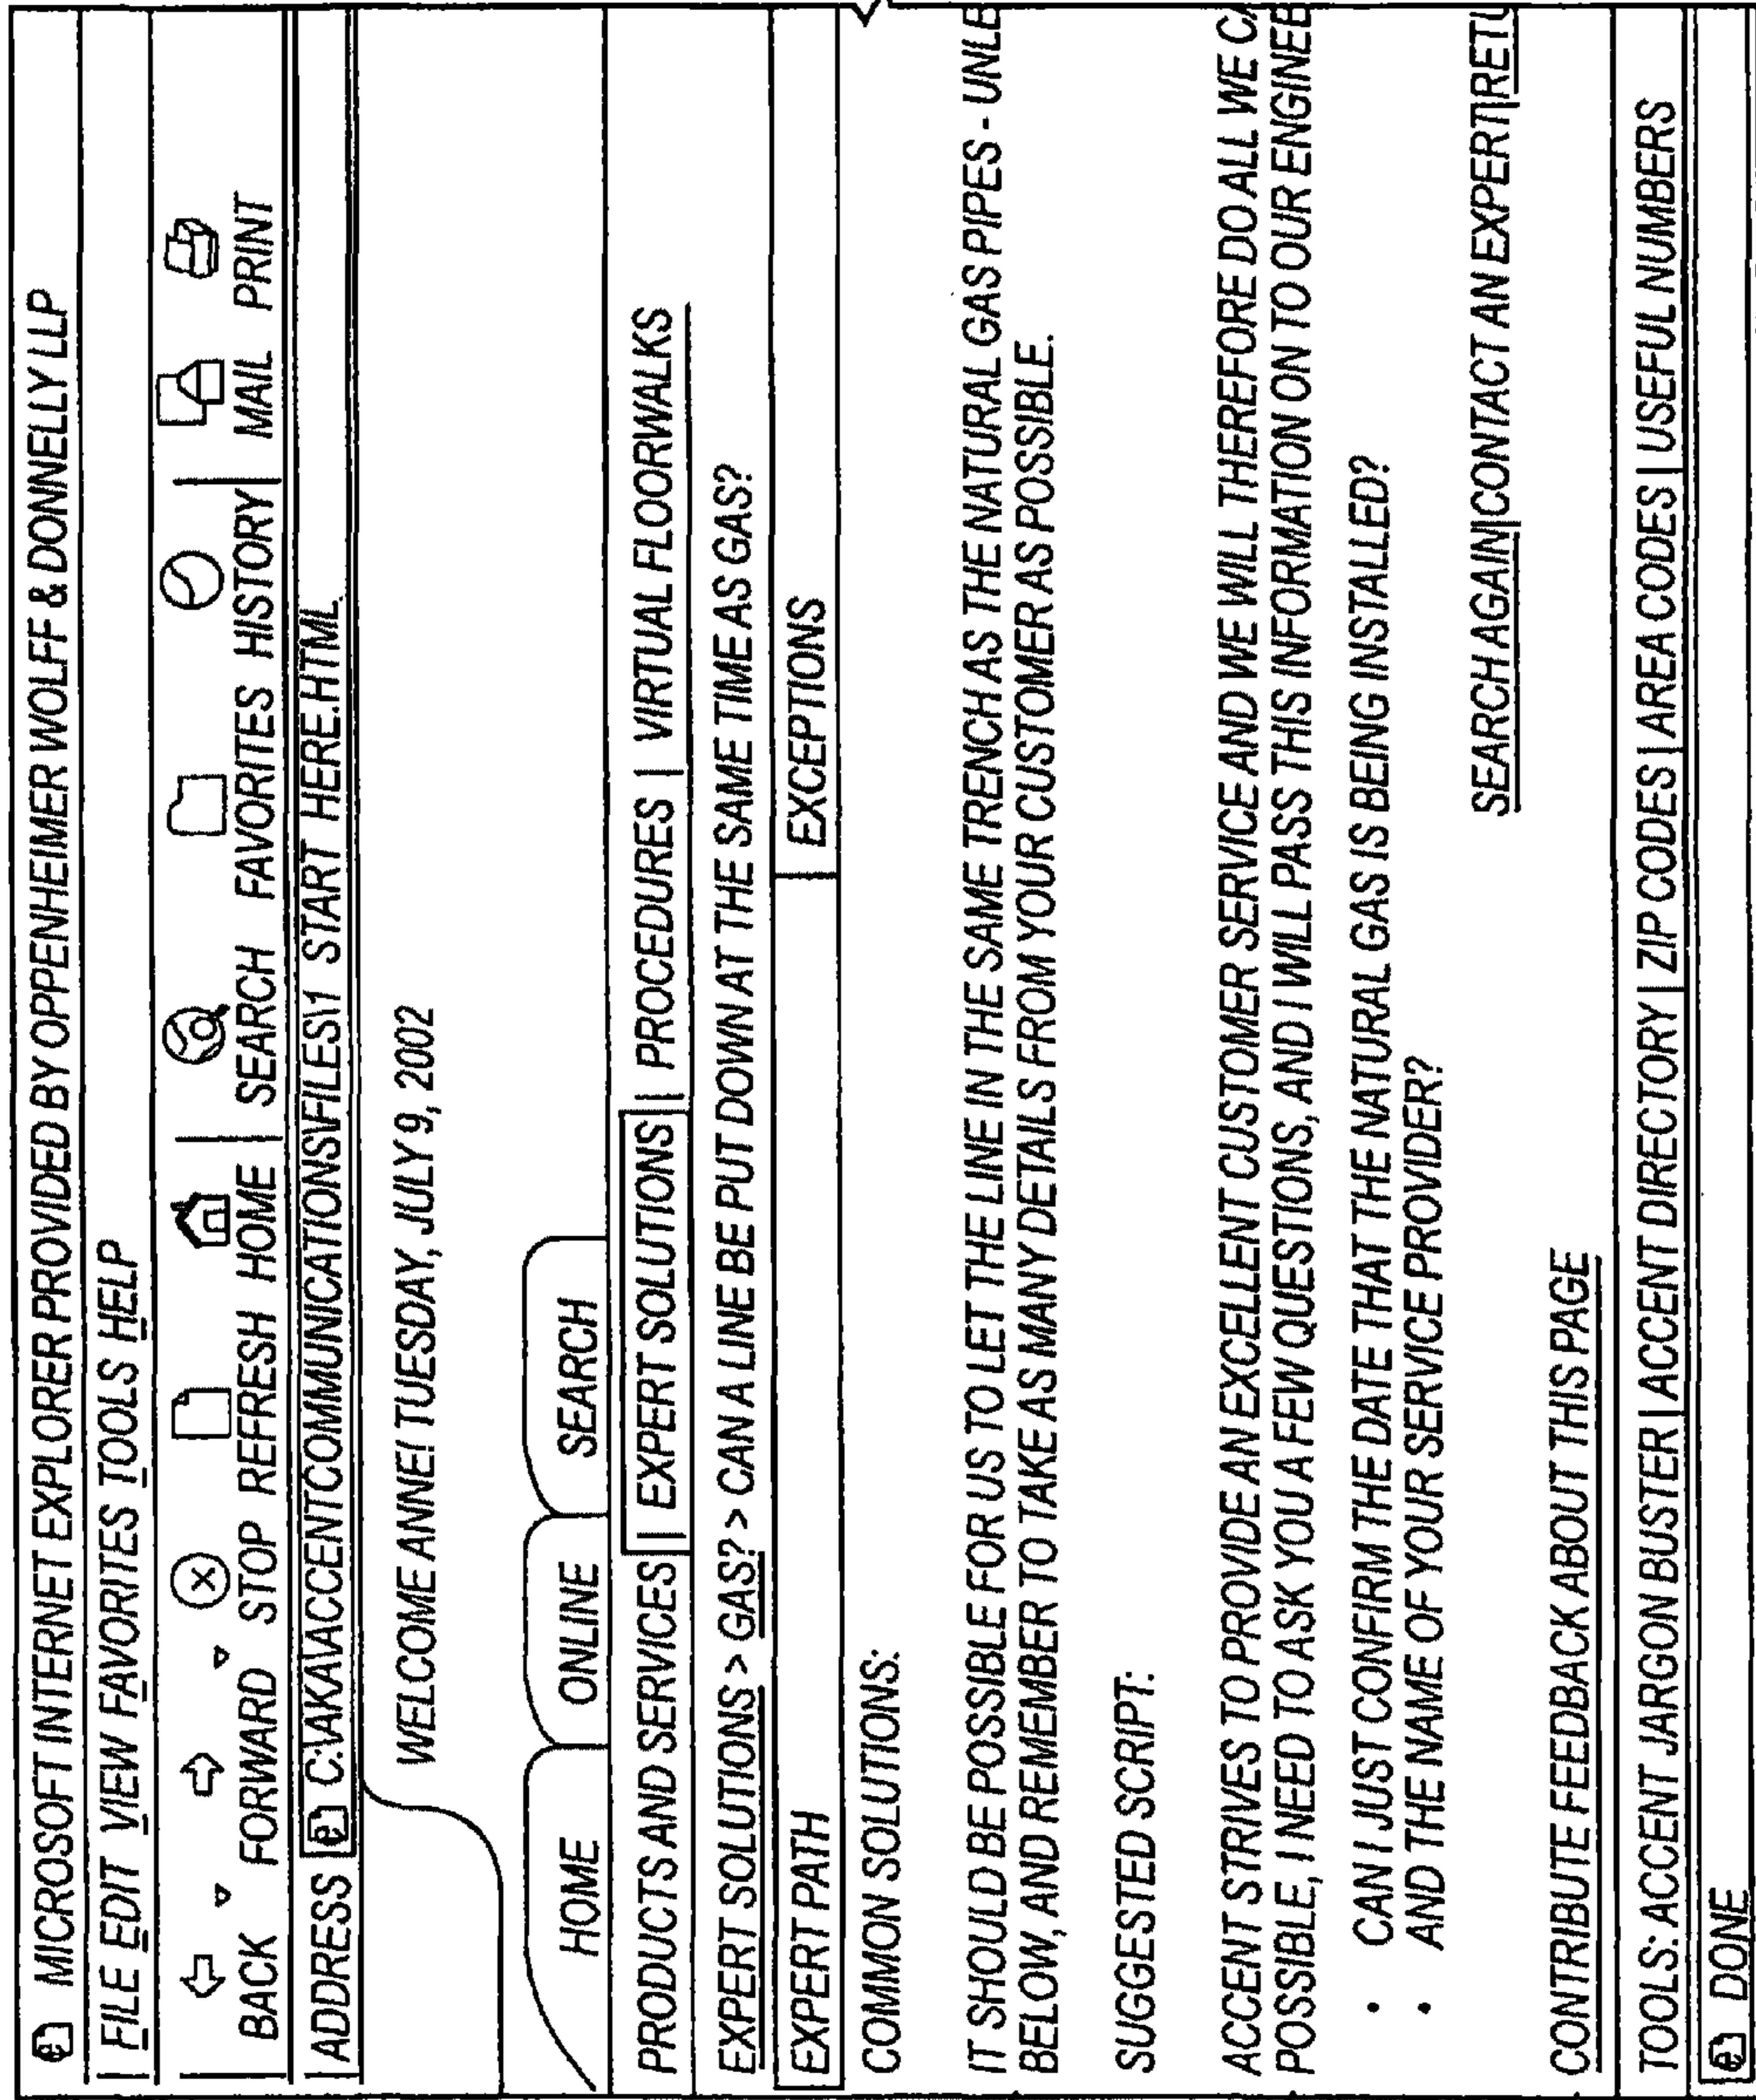 MICROSOFT INTERNET EXPLORER PROVIDED BY OPPENHEIMER WOLFF & DONNELLY LLP
FILE EDIT VIEW FAVORITES TOOLS HELP
BACK FORWARD STOP REFRESH HOME SEARCH FAVORITES HISTORY MAIL PRINT
ADDRESS C:\AKA\ACCENTCOMMUNICATIONS\FILES\1 START HERE.HTML
WELCOME ANNE! TUESDAY, JULY 9, 2002
HOME ONLINE SEARCH
PRODUCTS AND SERVICES | EXPERT SOLUTIONS | PROCEDURES | VIRTUAL FLOORWALKS
EXPERT SOLUTIONS > GAS? > CAN A LINE BE PUT DOWN AT THE SAME TIME AS GAS?
EXPERT PATH EXCEPTIONS
COMMON SOLUTIONS:
IT SHOULD BE POSSIBLE FOR US TO LET THE LINE IN THE SAME TRENCH AS THE NATURAL GAS PIPES - UNLE
BELOW, AND REMEMBER TO TAKE AS MANY DETAILS FROM YOUR CUSTOMER AS POSSIBLE.
SUGGESTED SCRIPT:
ACCENT STRIVES TO PROVIDE AN EXCELLENT CUSTOMER SERVICE AND WE WILL THEREFORE DO ALL WE CA
POSSIBLE, I NEED TO ASK YOU A FEW QUESTIONS, AND I WILL PASS THIS INFORMATION ON TO OUR ENGINEE
• CAN I JUST CONFIRM THE DATE THAT THE NATURAL GAS IS BEING INSTALLED?
• AND THE NAME OF YOUR SERVICE PROVIDER?
SEARCH AGAIN|CONTACT AN EXPERT|RETU
CONTRIBUTE FEEDBACK ABOUT THIS PAGE
TOOLS: ACCENT JARGON BUSTER | ACCENT DIRECTORY | ZIP CODES | AREA CODES | USEFUL NUMBERS
DONE